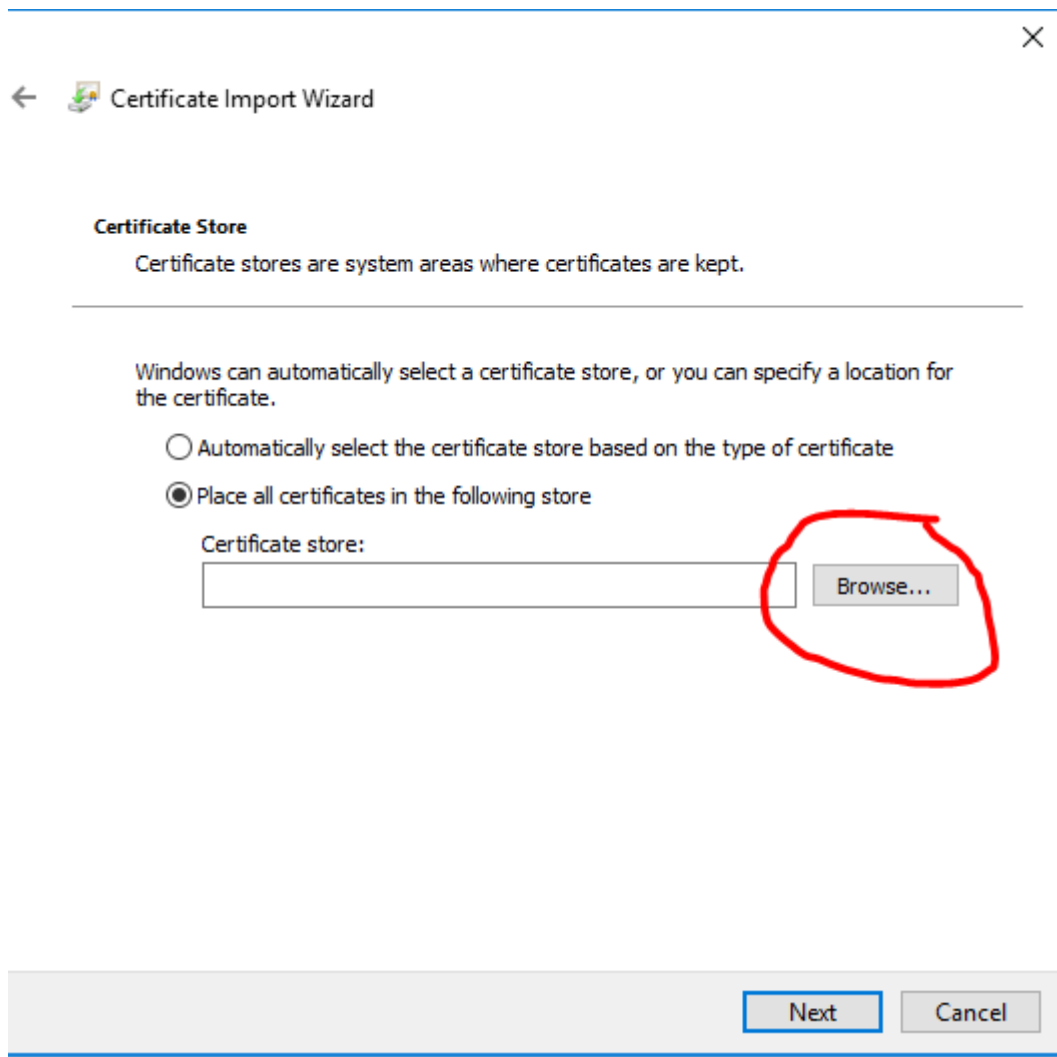 Certificate Import Wizard
Certificate Store
Certificate stores are system areas where certificates are kept.
Windows can automatically select a certificate store, or you can specify a location for
the certificate.
Automatically select the certificate store based on the type of certificate
Place all certificates in the following store
Certificate store:
Browse...
Next
Cancel